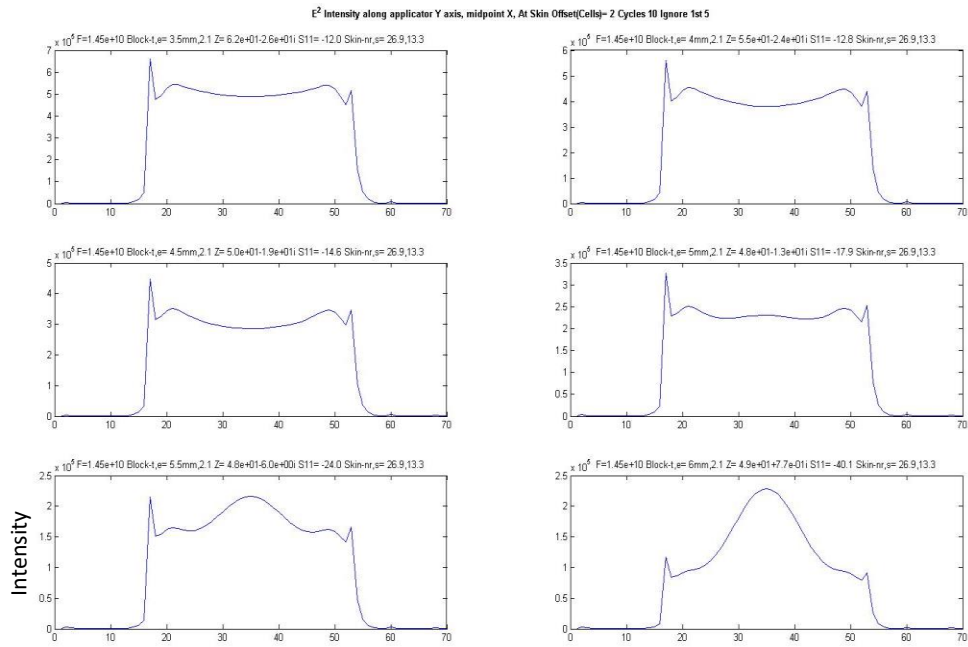 E² Intensity along applicator Y axis, midpoint X, At Skin Offset(Cells)= 2 Cycles 10 Ignore 1st 5
x 10⁵ F=1.45e+10 Block-t,e= 3.5mm,2.1 Z= 6.2e+01-2.6e+01i S11= -12.0 Skin-nr,s= 26.9,13.3
7
6
5
4
3
2
1
0
0 10 20 30 40 50 60 70
x 10⁵ F=1.45e+10 Block-t,e= 4mm,2.1 Z= 5.5e+01-2.4e+01i S11= -12.8 Skin-nr,s= 26.9,13.3
6
5
4
3
2
1
0
0 10 20 30 40 50 60 70
x 10⁵ F=1.45e+10 Block-t,e= 4.5mm,2.1 Z= 5.0e+01-1.9e+01i S11= -14.6 Skin-nr,s= 26.9,13.3
5
4
3
2
1
0
0 10 20 30 40 50 60 70
x 10⁵ F=1.45e+10 Block-t,e= 5mm,2.1 Z= 4.8e+01-1.3e+01i S11= -17.9 Skin-nr,s= 26.9,13.3
3.5
3
2.5
2
1.5
1
0.5
0
0 10 20 30 40 50 60 70
x 10⁵ F=1.45e+10 Block-t,e= 5.5mm,2.1 Z= 4.8e+01-6.0e+00i S11= -24.0 Skin-nr,s= 26.9,13.3
2.5
2
1.5
1
0.5
0
0 10 20 30 40 50 60 70
Intensity
x 10⁵ F=1.45e+10 Block-t,e= 6mm,2.1 Z= 4.9e+01+7.7e-01i S11= -40.1 Skin-nr,s= 26.9,13.3
2.5
2
1.5
1
0.5
0
0 10 20 30 40 50 60 70